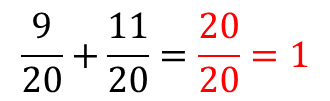 9/20 + 11/20 = 20/20 = 1